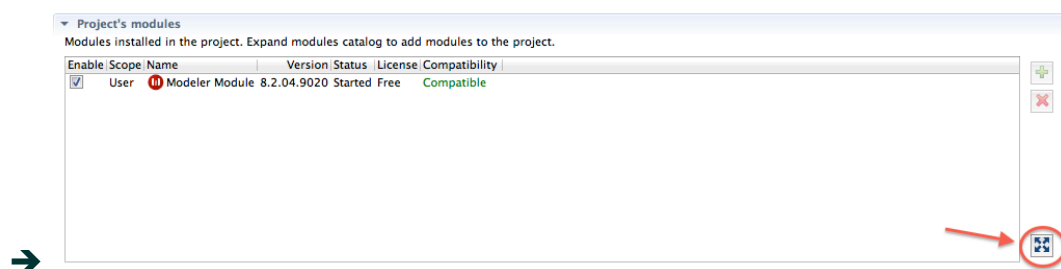 Project's modules
Modules installed in the project. Expand modules catalog to add modules to the project.
Enable Scope Name Version Status License Compatibility
User Modeler Module 8.2.04.9020 Started Free Compatible